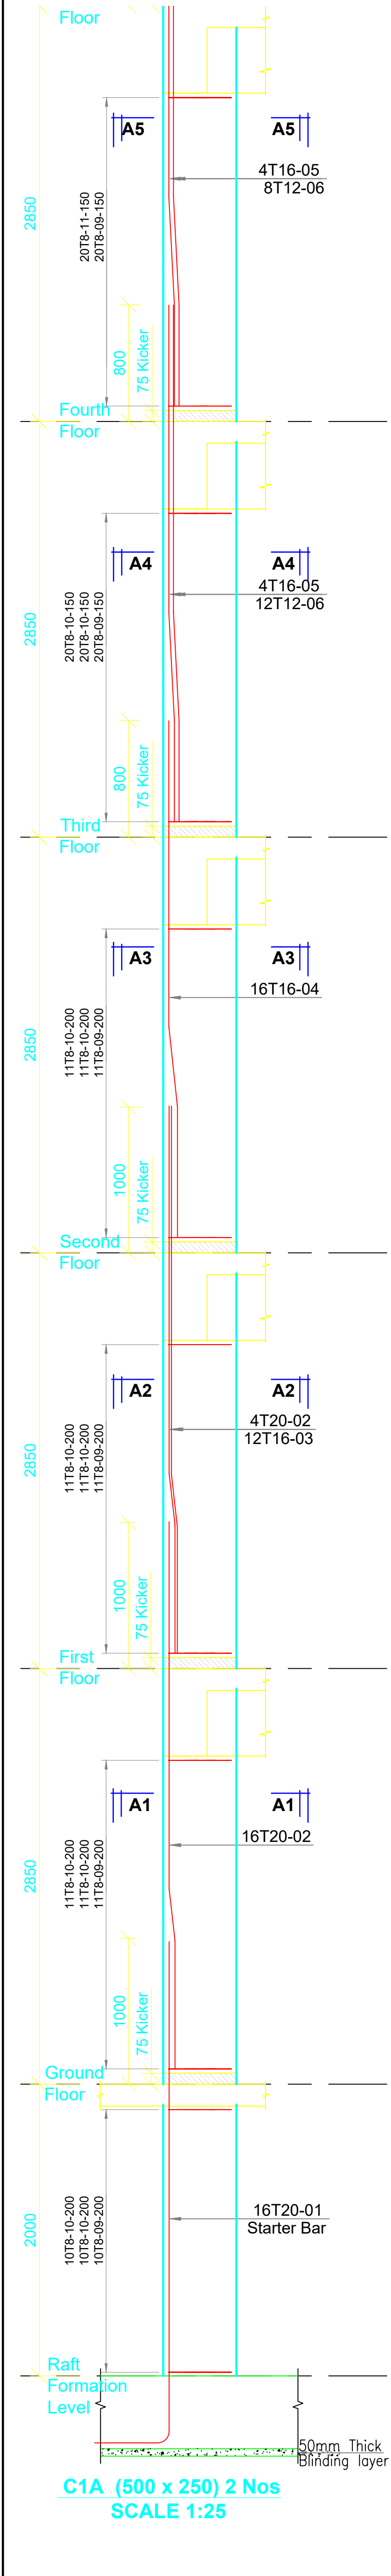 Floor
A5 A5
4T16-05
8T12-06
2850
20T8-11-150
20T8-09-150
800
75 Kicker
Fourth
Floor
A4 A4
4T16-05
12T12-06
2850
20T8-10-150
20T8-10-150
20T8-09-150
800
75 Kicker
Third
Floor
A3 A3
16T16-04
2850
11T8-10-200
11T8-10-200
11T8-09-200
1000
75 Kicker
Second
Floor
A2 A2
4T20-02
12T16-03
2850
11T8-10-200
11T8-10-200
11T8-09-200
1000
75 Kicker
First
Floor
A1 A1
16T20-02
2850
11T8-10-200
11T8-10-200
11T8-09-200
1000
75 Kicker
Ground
Floor
16T20-01
Starter Bar
2000
10T8-10-200
10T8-10-200
10T8-09-200
Raft
Formation
Level
50mm Thick
Blinding layer
C1A (500 x 250) 2 Nos
SCALE 1:25